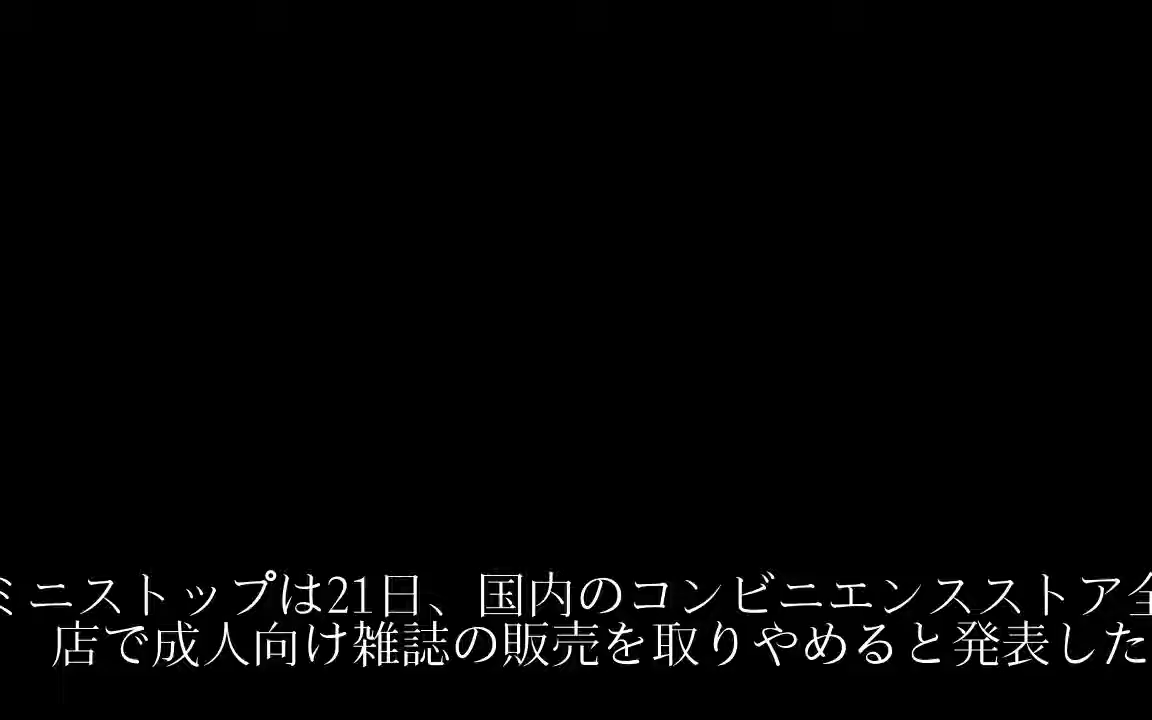 ミニストップは21日、国内のコンビニエンスストア全
店で成人向け雑誌の販売を取りやめると発表した